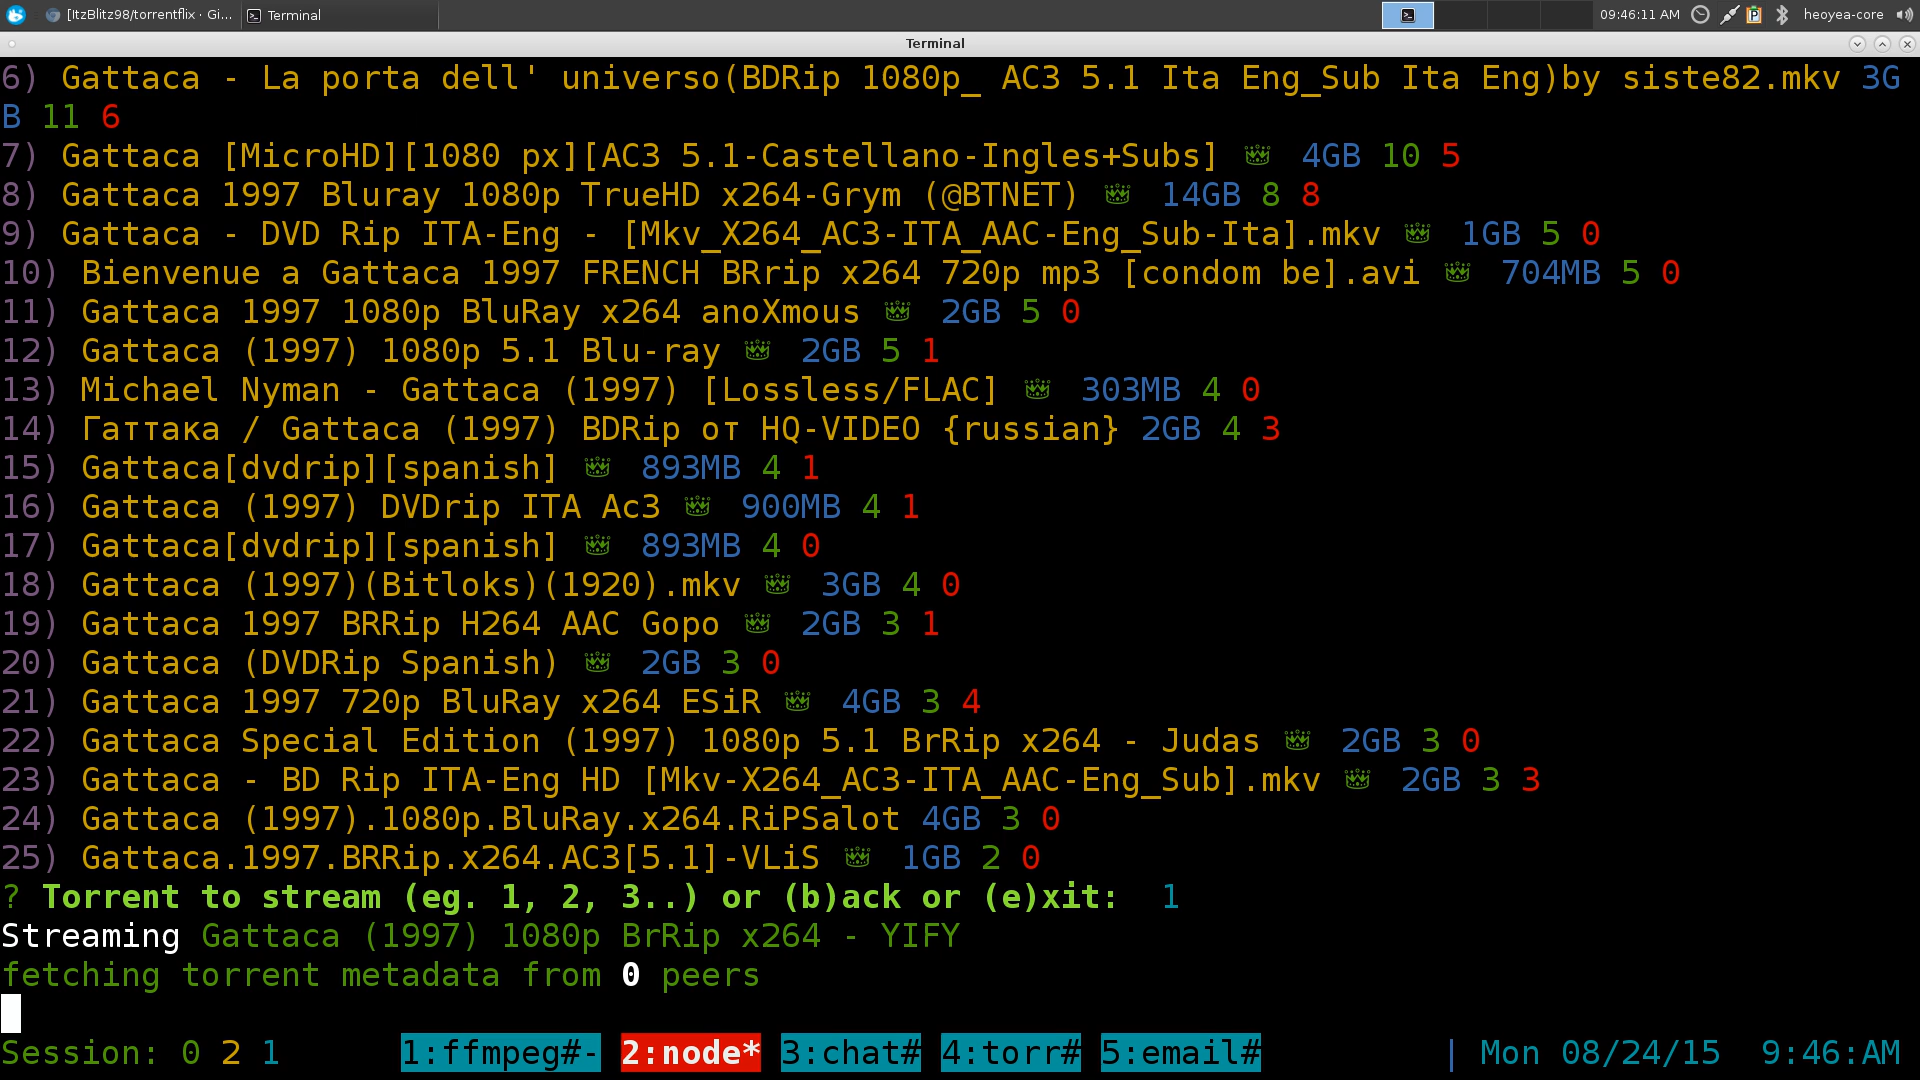 [ItzBlitz98/torrentflix · Gi... Terminal 09:46:11 AM heoyea-core
Terminal
6) Gattaca - La porta dell' universo(BDRip 1080p_ AC3 5.1 Ita Eng_Sub Ita Eng)by siste82.mkv 3G
B 11 6
7) Gattaca [MicroHD][1080 px][AC3 5.1-Castellano-Ingles+Subs] 4GB 10 5
8) Gattaca 1997 Bluray 1080p TrueHD x264-Grym (@BTNET) 14GB 8 8
9) Gattaca - DVD Rip ITA-Eng - [Mkv_X264_AC3-ITA_AAC-Eng_Sub-Ita].mkv 1GB 5 0
10) Bienvenue a Gattaca 1997 FRENCH BRrip x264 720p mp3 [condom be].avi 704MB 5 0
11) Gattaca 1997 1080p BluRay x264 anoXmous 2GB 5 0
12) Gattaca (1997) 1080p 5.1 Blu-ray 2GB 5 1
13) Michael Nyman - Gattaca (1997) [Lossless/FLAC] 303MB 4 0
14) Гаттака / Gattaca (1997) BDRip от HQ-VIDEO {russian} 2GB 4 3
15) Gattaca[dvdrip][spanish] 893MB 4 1
16) Gattaca (1997) DVDrip ITA Ac3 900MB 4 1
17) Gattaca[dvdrip][spanish] 893MB 4 0
18) Gattaca (1997)(Bitloks)(1920).mkv 3GB 4 0
19) Gattaca 1997 BRRip H264 AAC Gopo 2GB 3 1
20) Gattaca (DVDRip Spanish) 2GB 3 0
21) Gattaca 1997 720p BluRay x264 ESiR 4GB 3 4
22) Gattaca Special Edition (1997) 1080p 5.1 BrRip x264 - Judas 2GB 3 0
23) Gattaca - BD Rip ITA-Eng HD [Mkv-X264_AC3-ITA_AAC-Eng_Sub].mkv 2GB 3 3
24) Gattaca (1997).1080p.BluRay.x264.RiPSalot 4GB 3 0
25) Gattaca.1997.BRRip.x264.AC3[5.1]-VLiS 1GB 2 0
? Torrent to stream (eg. 1, 2, 3..) or (b)ack or (e)xit: 1
Streaming Gattaca (1997) 1080p BrRip x264 - YIFY
fetching torrent metadata from 0 peers
Session: 0 2 1 1:ffmpeg#- 2:node* 3:chat# 4:torr# 5:email# | Mon 08/24/15 9:46:AM